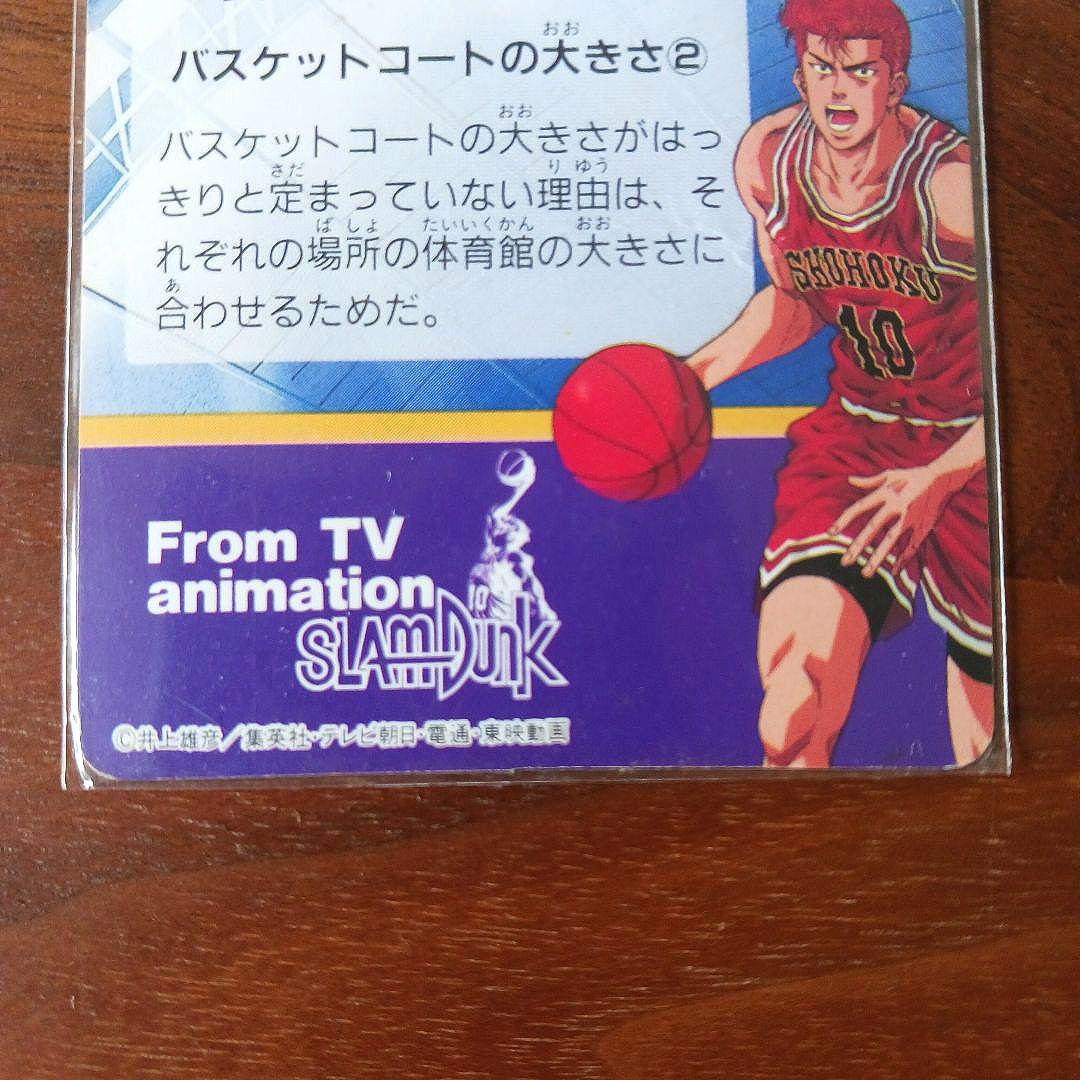 バスケットコートの大きさ②
バスケットコートの大きさがはっ
きりと定まっていない理由は、そ
れぞれの場所の体育館の大きさに
合わせるためだ。
SHOHOKU
10
From TV
animation
SLAM DUNK
©井上雄彦／集英社・テレビ朝日・電通・東映動画